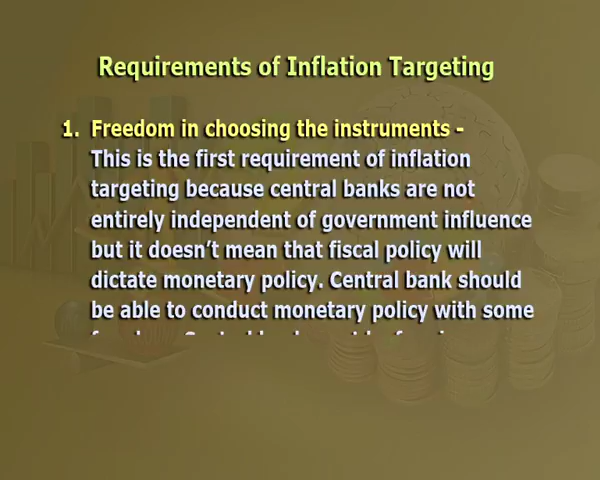 Requirements of Inflation Targeting
1. Freedom in choosing the instruments -
This is the first requirement of inflation
targeting because central banks are not
entirely independent of government influence
but it doesn't mean that fiscal policy will
dictate monetary policy. Central bank should
be able to conduct monetary policy with some